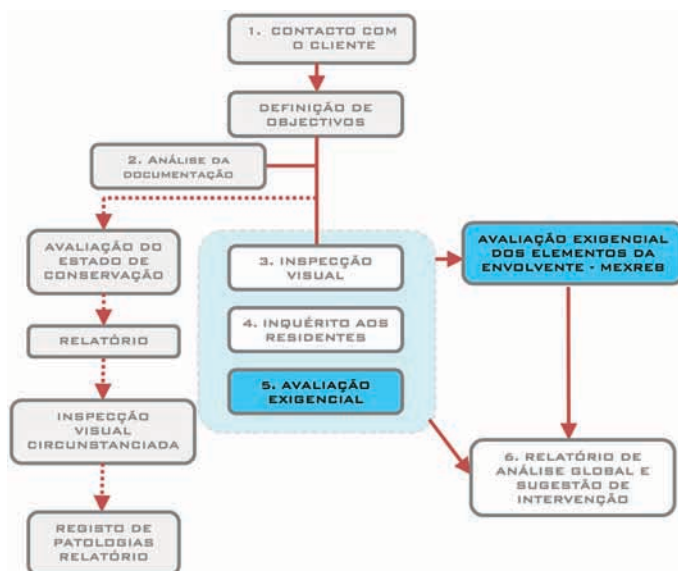 1. CONTACTO COM
O CLIENTE
DEFINIÇÃO DE
OBJECTIVOS
2. ANÁLISE DA
DOCUMENTAÇÃO
AVALIAÇÃO DO
ESTADO DE
CONSERVAÇÃO
RELATÓRIO
INSPECÇÃO
VISUAL
CIRCUNSTANCIADA
REGISTO DE
PATOLOGIAS
RELATÓRIO
3. INSPECÇÃO
VISUAL
4. INQUÉRITO AOS
RESIDENTES
5. AVALIAÇÃO
EXIGENCIAL
AVALIAÇÃO EXIGENCIAL
DOS ELEMENTOS DA
ENVOLVENTE - MEXREB
6. RELATÓRIO DE
ANÁLISE GLOBAL E
SUGESTÃO DE
INTERVENÇÃO